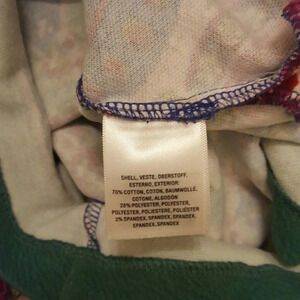 SHELL, VESTE, OBERSTOFF,
ESTERNO, EXTERIOR:
70% COTTON, COTON, BAUMWOLLE,
COTONE, ALGODÓN
28% POLYESTER, POLYESTER,
POLYESTER, POLIESTERE, POLIÉSTER
2% SPANDEX, SPANDEX, SPANDEX,
SPANDEX, SPANDEX